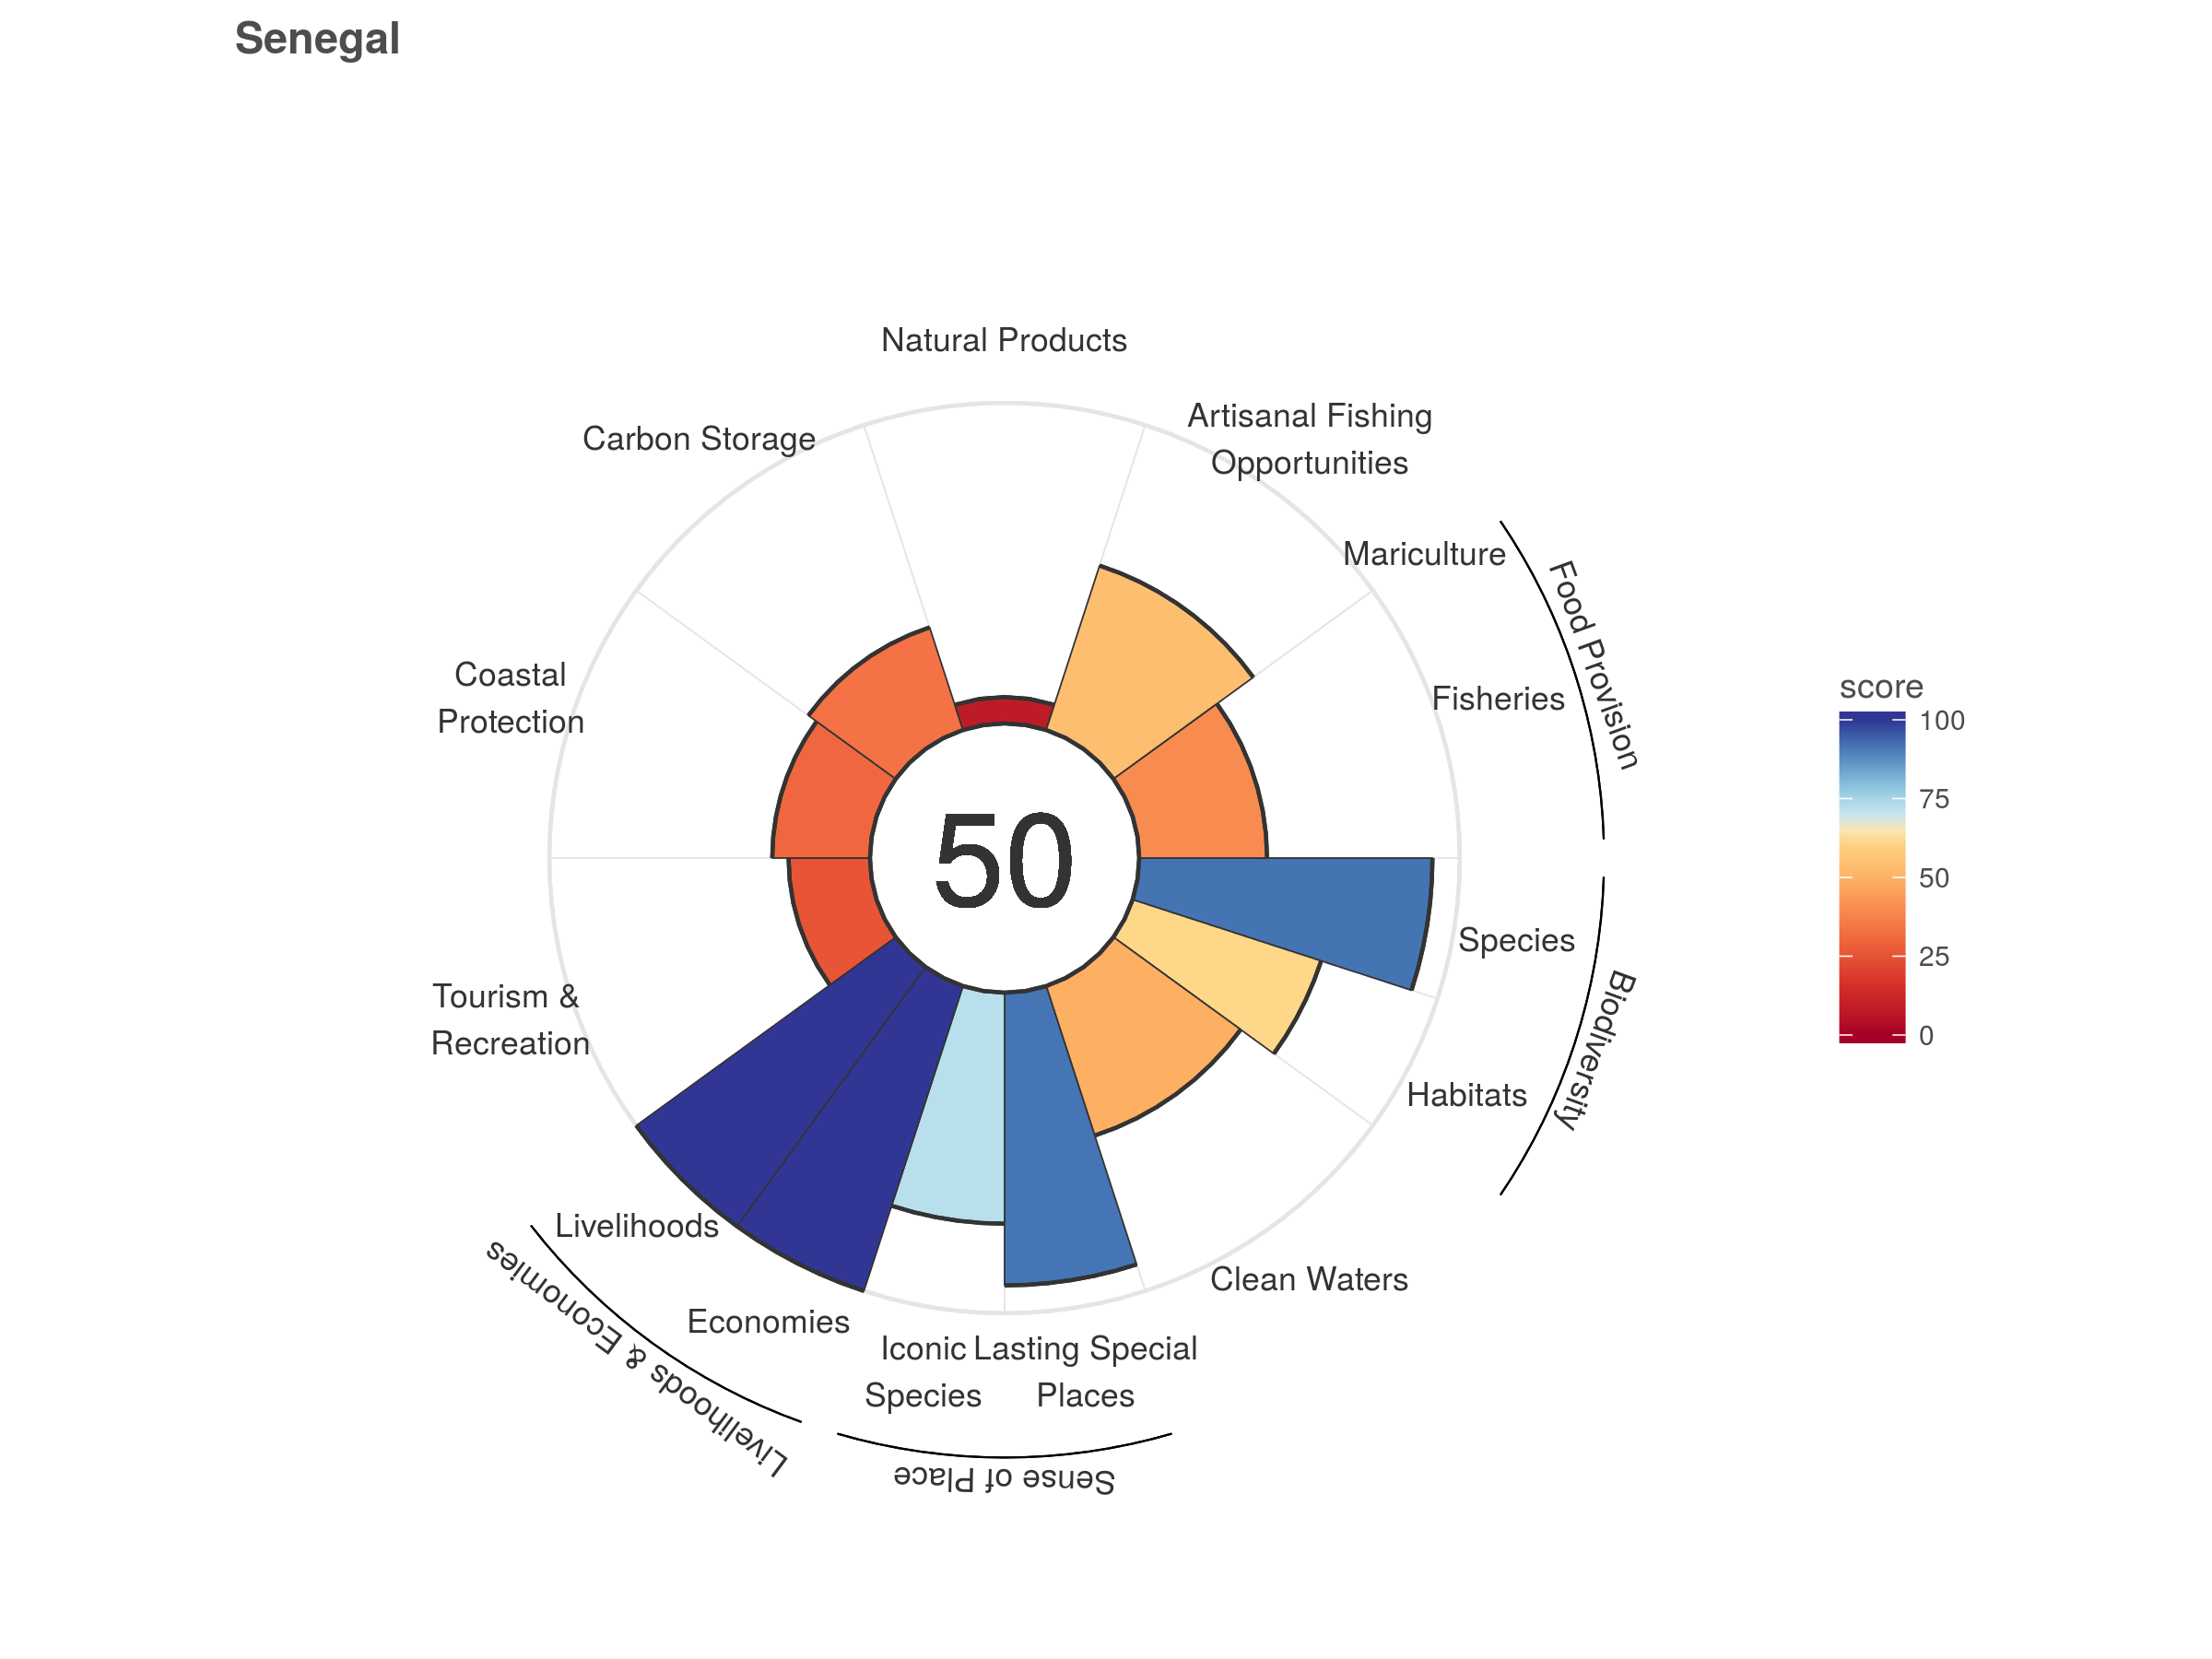 Senegal
Natural Products
Artisanal Fishing
Opportunities
Carbon Storage
Mariculture
Food Provision
Fisheries
Coastal
Protection
score
100
75
50
25
0
50
Species
Biodiversity
Habitats
Tourism &
Recreation
Livelihoods
Economies
Livelihoods & Economies
Clean Waters
Iconic
Species
Lasting Special
Places
Sense of Place